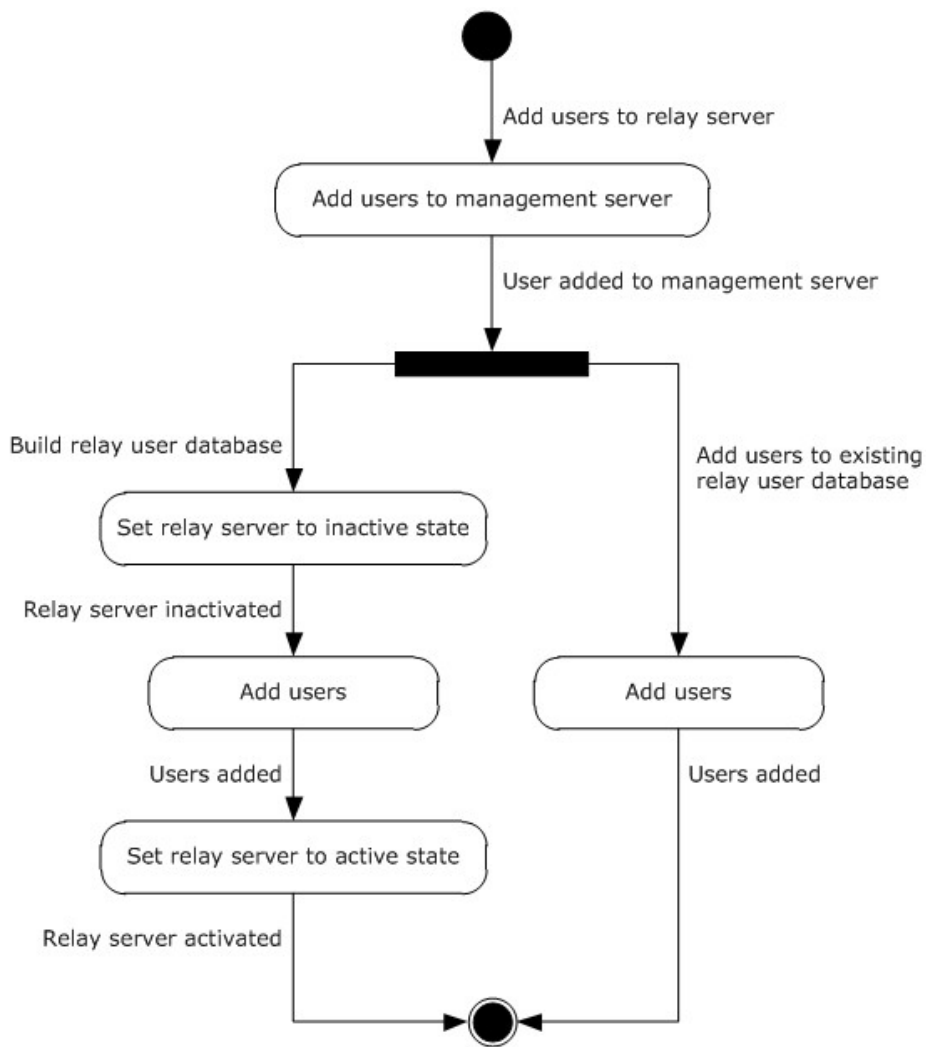 Add users to relay server
Add users to management server
User added to management server
Build relay user database
Add users to existing
relay user database
Set relay server to inactive state
Relay server inactivated
Add users
Add users
Users added
Users added
Set relay server to active state
Relay server activated